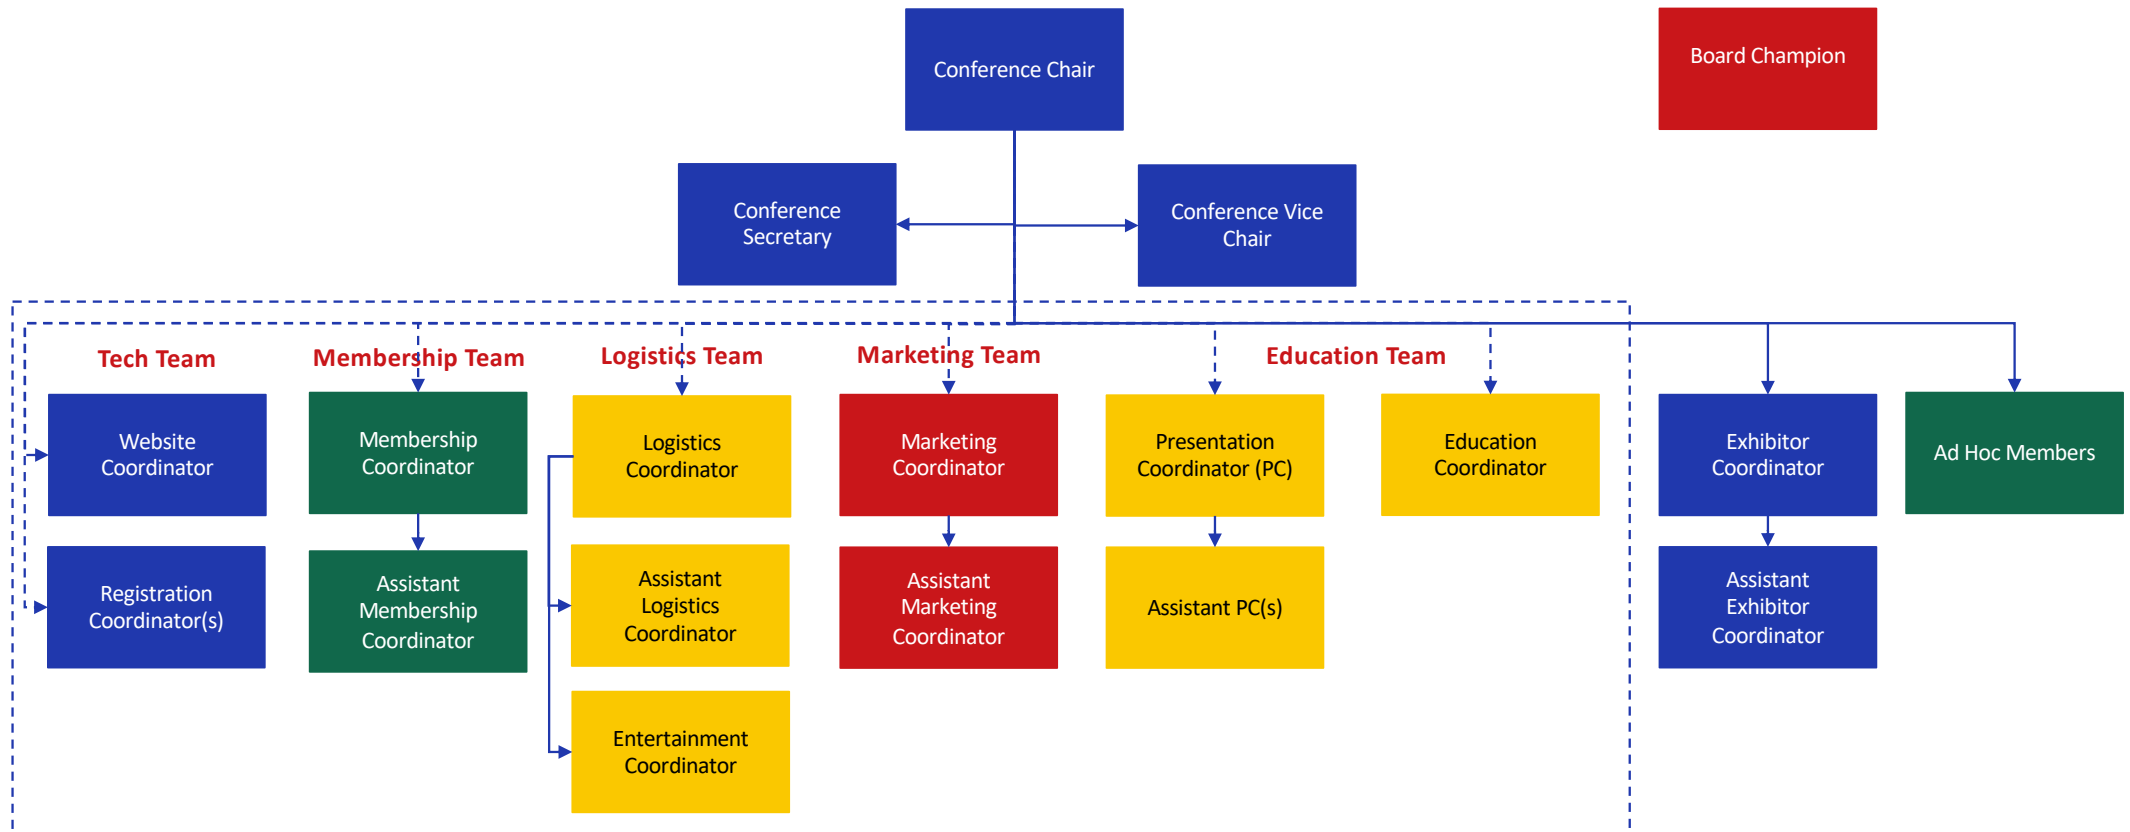 Conference Chair
Board Champion
Conference
Secretary
Conference Vice
Chair
Tech Team
Membership Team
Logistics Team
Marketing Team
Education Team
Website
Coordinator
Membership
Coordinator
Logistics
Coordinator
Marketing
Coordinator
Presentation
Coordinator (PC)
Education
Coordinator
Exhibitor
Coordinator
Ad Hoc Members
Registration
Coordinator(s)
Assistant
Membership
Coordinator
Assistant
Logistics
Coordinator
Assistant
Marketing
Coordinator
Assistant PC(s)
Assistant
Exhibitor
Coordinator
Entertainment
Coordinator